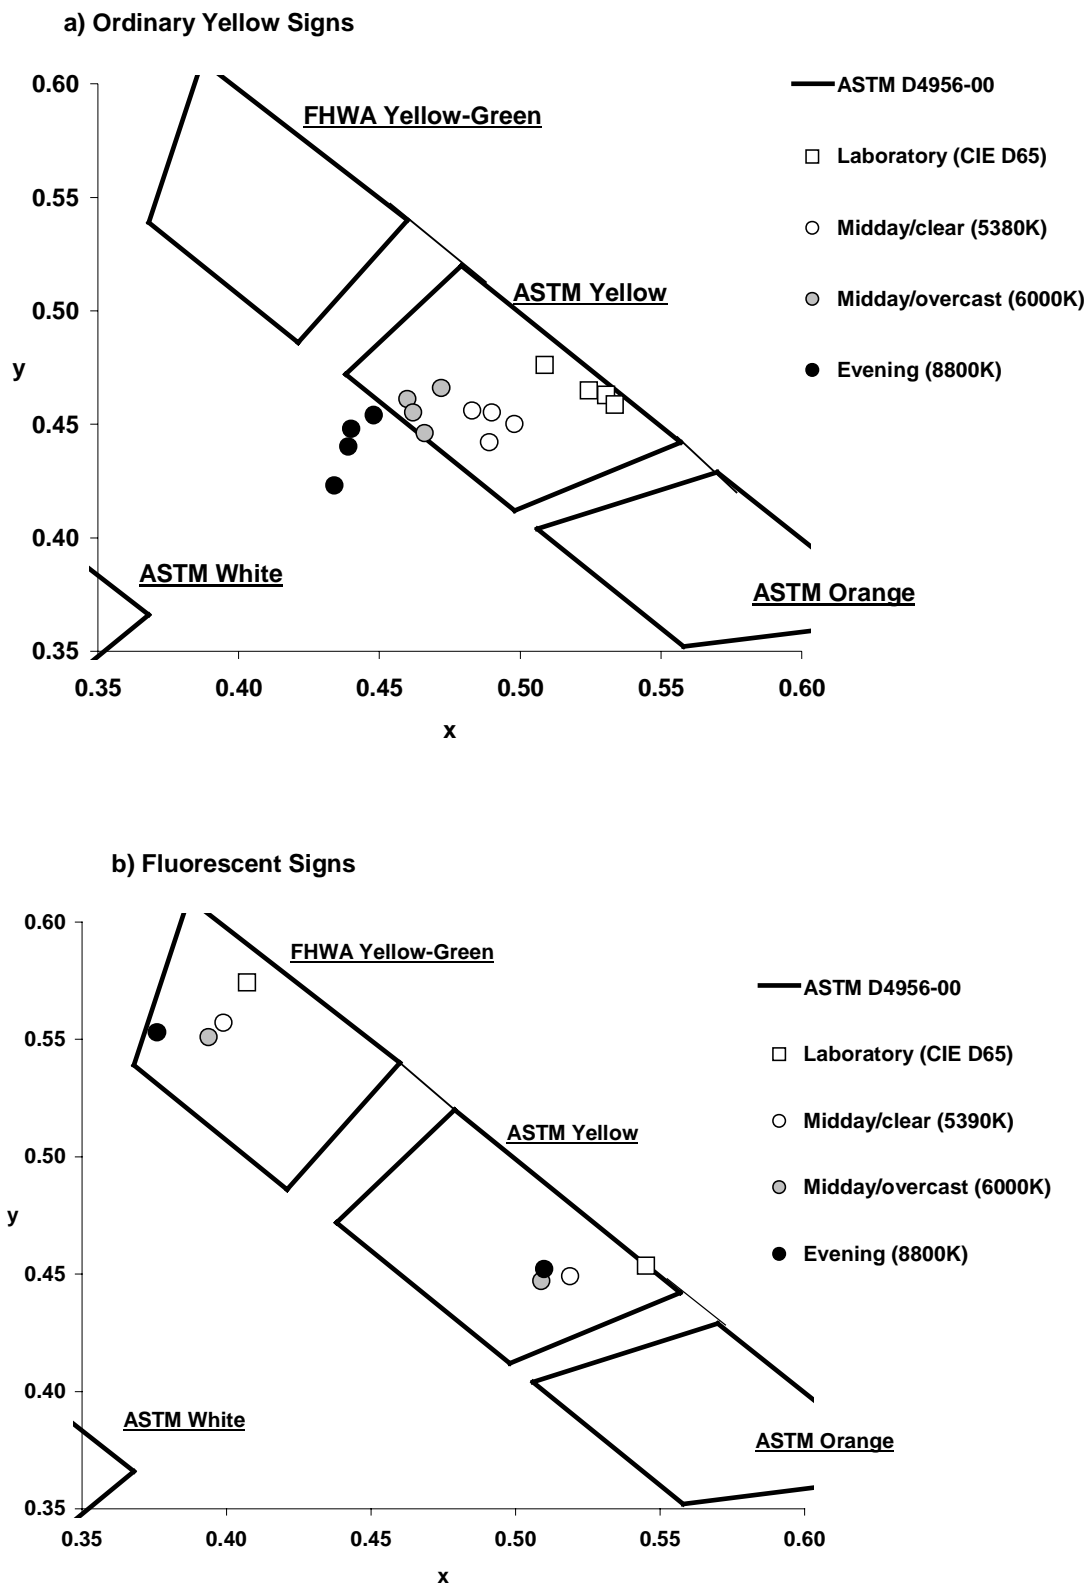 a) Ordinary Yellow Signs
0.60
0.55
0.50
0.45
0.40
0.35
y
FHWA Yellow-Green
ASTM Yellow
ASTM White
ASTM Orange
0.35 0.40 0.45 0.50 0.55 0.60
x
ASTM D4956-00
Laboratory (CIE D65)
Midday/clear (5380K)
Midday/overcast (6000K)
Evening (8800K)
b) Fluorescent Signs
0.60
0.55
0.50
0.45
0.40
0.35
y
FHWA Yellow-Green
ASTM Yellow
ASTM White
ASTM Orange
0.35 0.40 0.45 0.50 0.55 0.60
x
ASTM D4956-00
Laboratory (CIE D65)
Midday/clear (5390K)
Midday/overcast (6000K)
Evening (8800K)